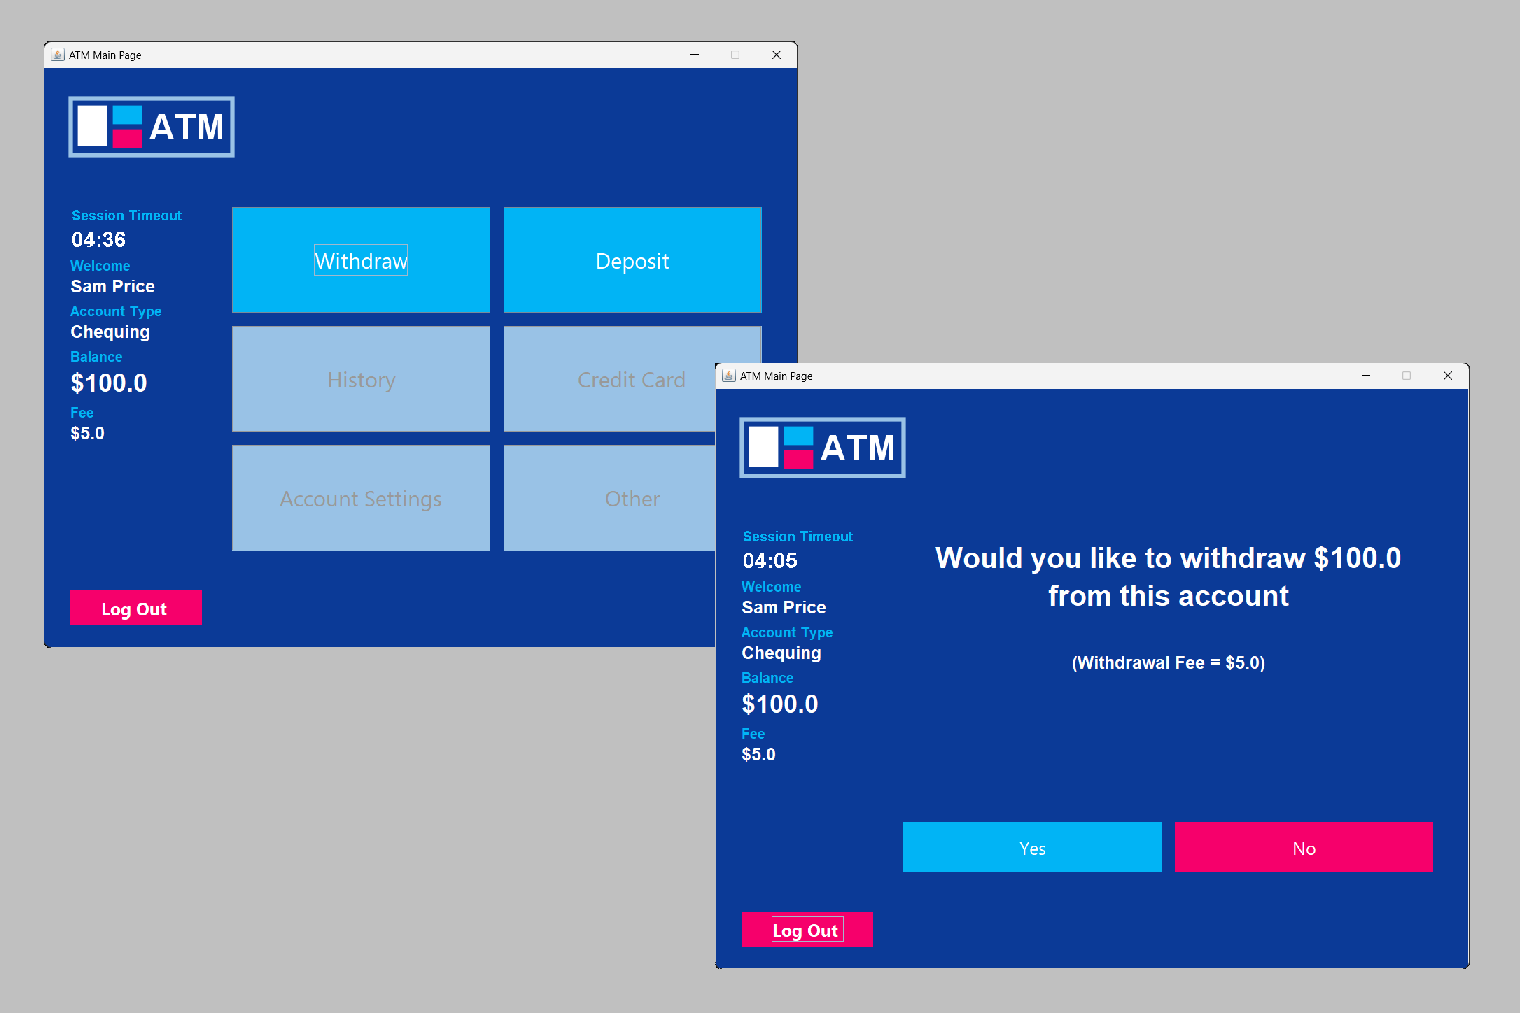 ATM Main Page
ATM
Session Timeout
04:36
Welcome
Sam Price
Account Type
Chequing
Balance
$100.0
Fee
$5.0
Withdraw
Deposit
History
Credit Card
Account Settings
Other
Log Out
ATM Main Page
ATM
Session Timeout
04:05
Welcome
Sam Price
Account Type
Chequing
Balance
$100.0
Fee
$5.0
Would you like to withdraw $100.0
from this account
(Withdrawal Fee = $5.0)
Yes
No
Log Out